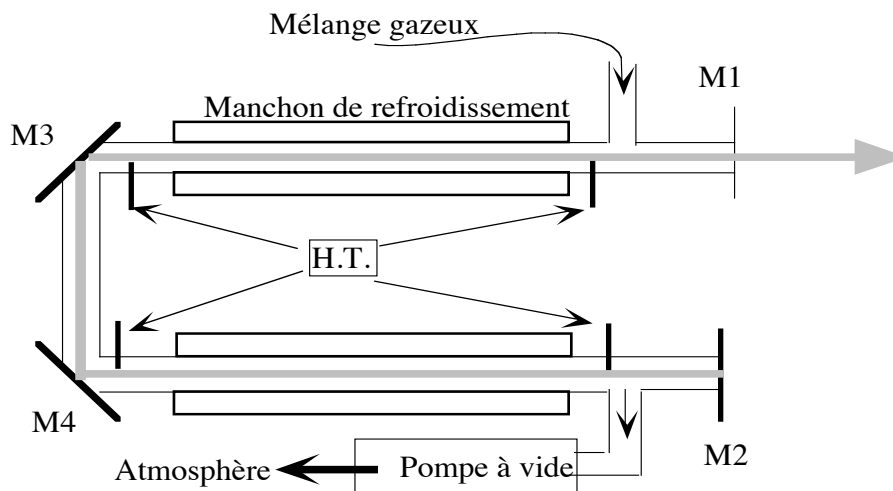 Mélange gazeux
M1
Manchon de refroidissement
M3
H.T.
M4
M2
Atmosphère
Pompe à vide